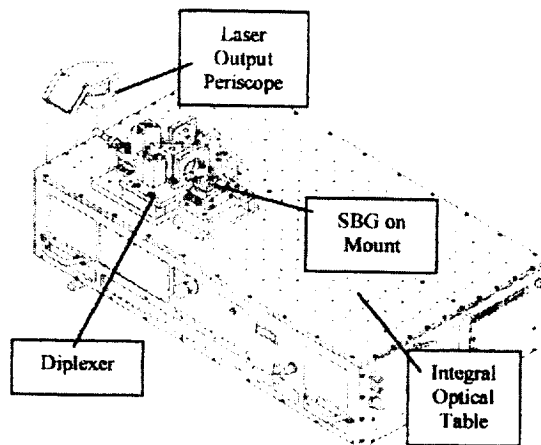 Laser
Output
Periscope
SBG on
Mount
Diplexer
Integral
Optical
Table